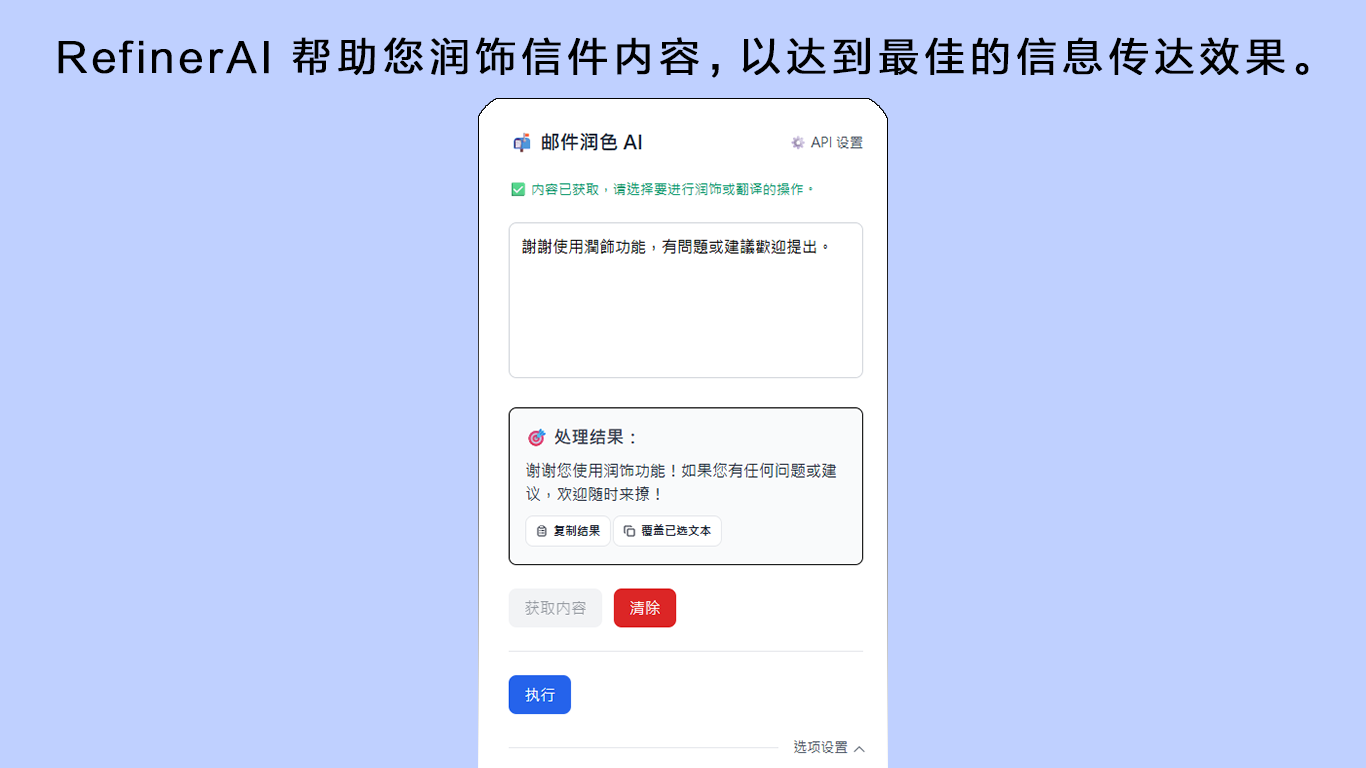 RefinerAI 帮助您润饰信件内容，以达到最佳的信息传达效果。
邮件润色 AI
API 设置
内容已获取，请选择要进行润饰或翻译的操作。
謝謝使用潤飾功能，有問題或建議歡迎提出。
处理结果：
谢谢您使用润饰功能！如果您有任何问题或建
议，欢迎随时来撩！
复制结果
覆盖已选文本
获取内容
清除
执行
选项设置